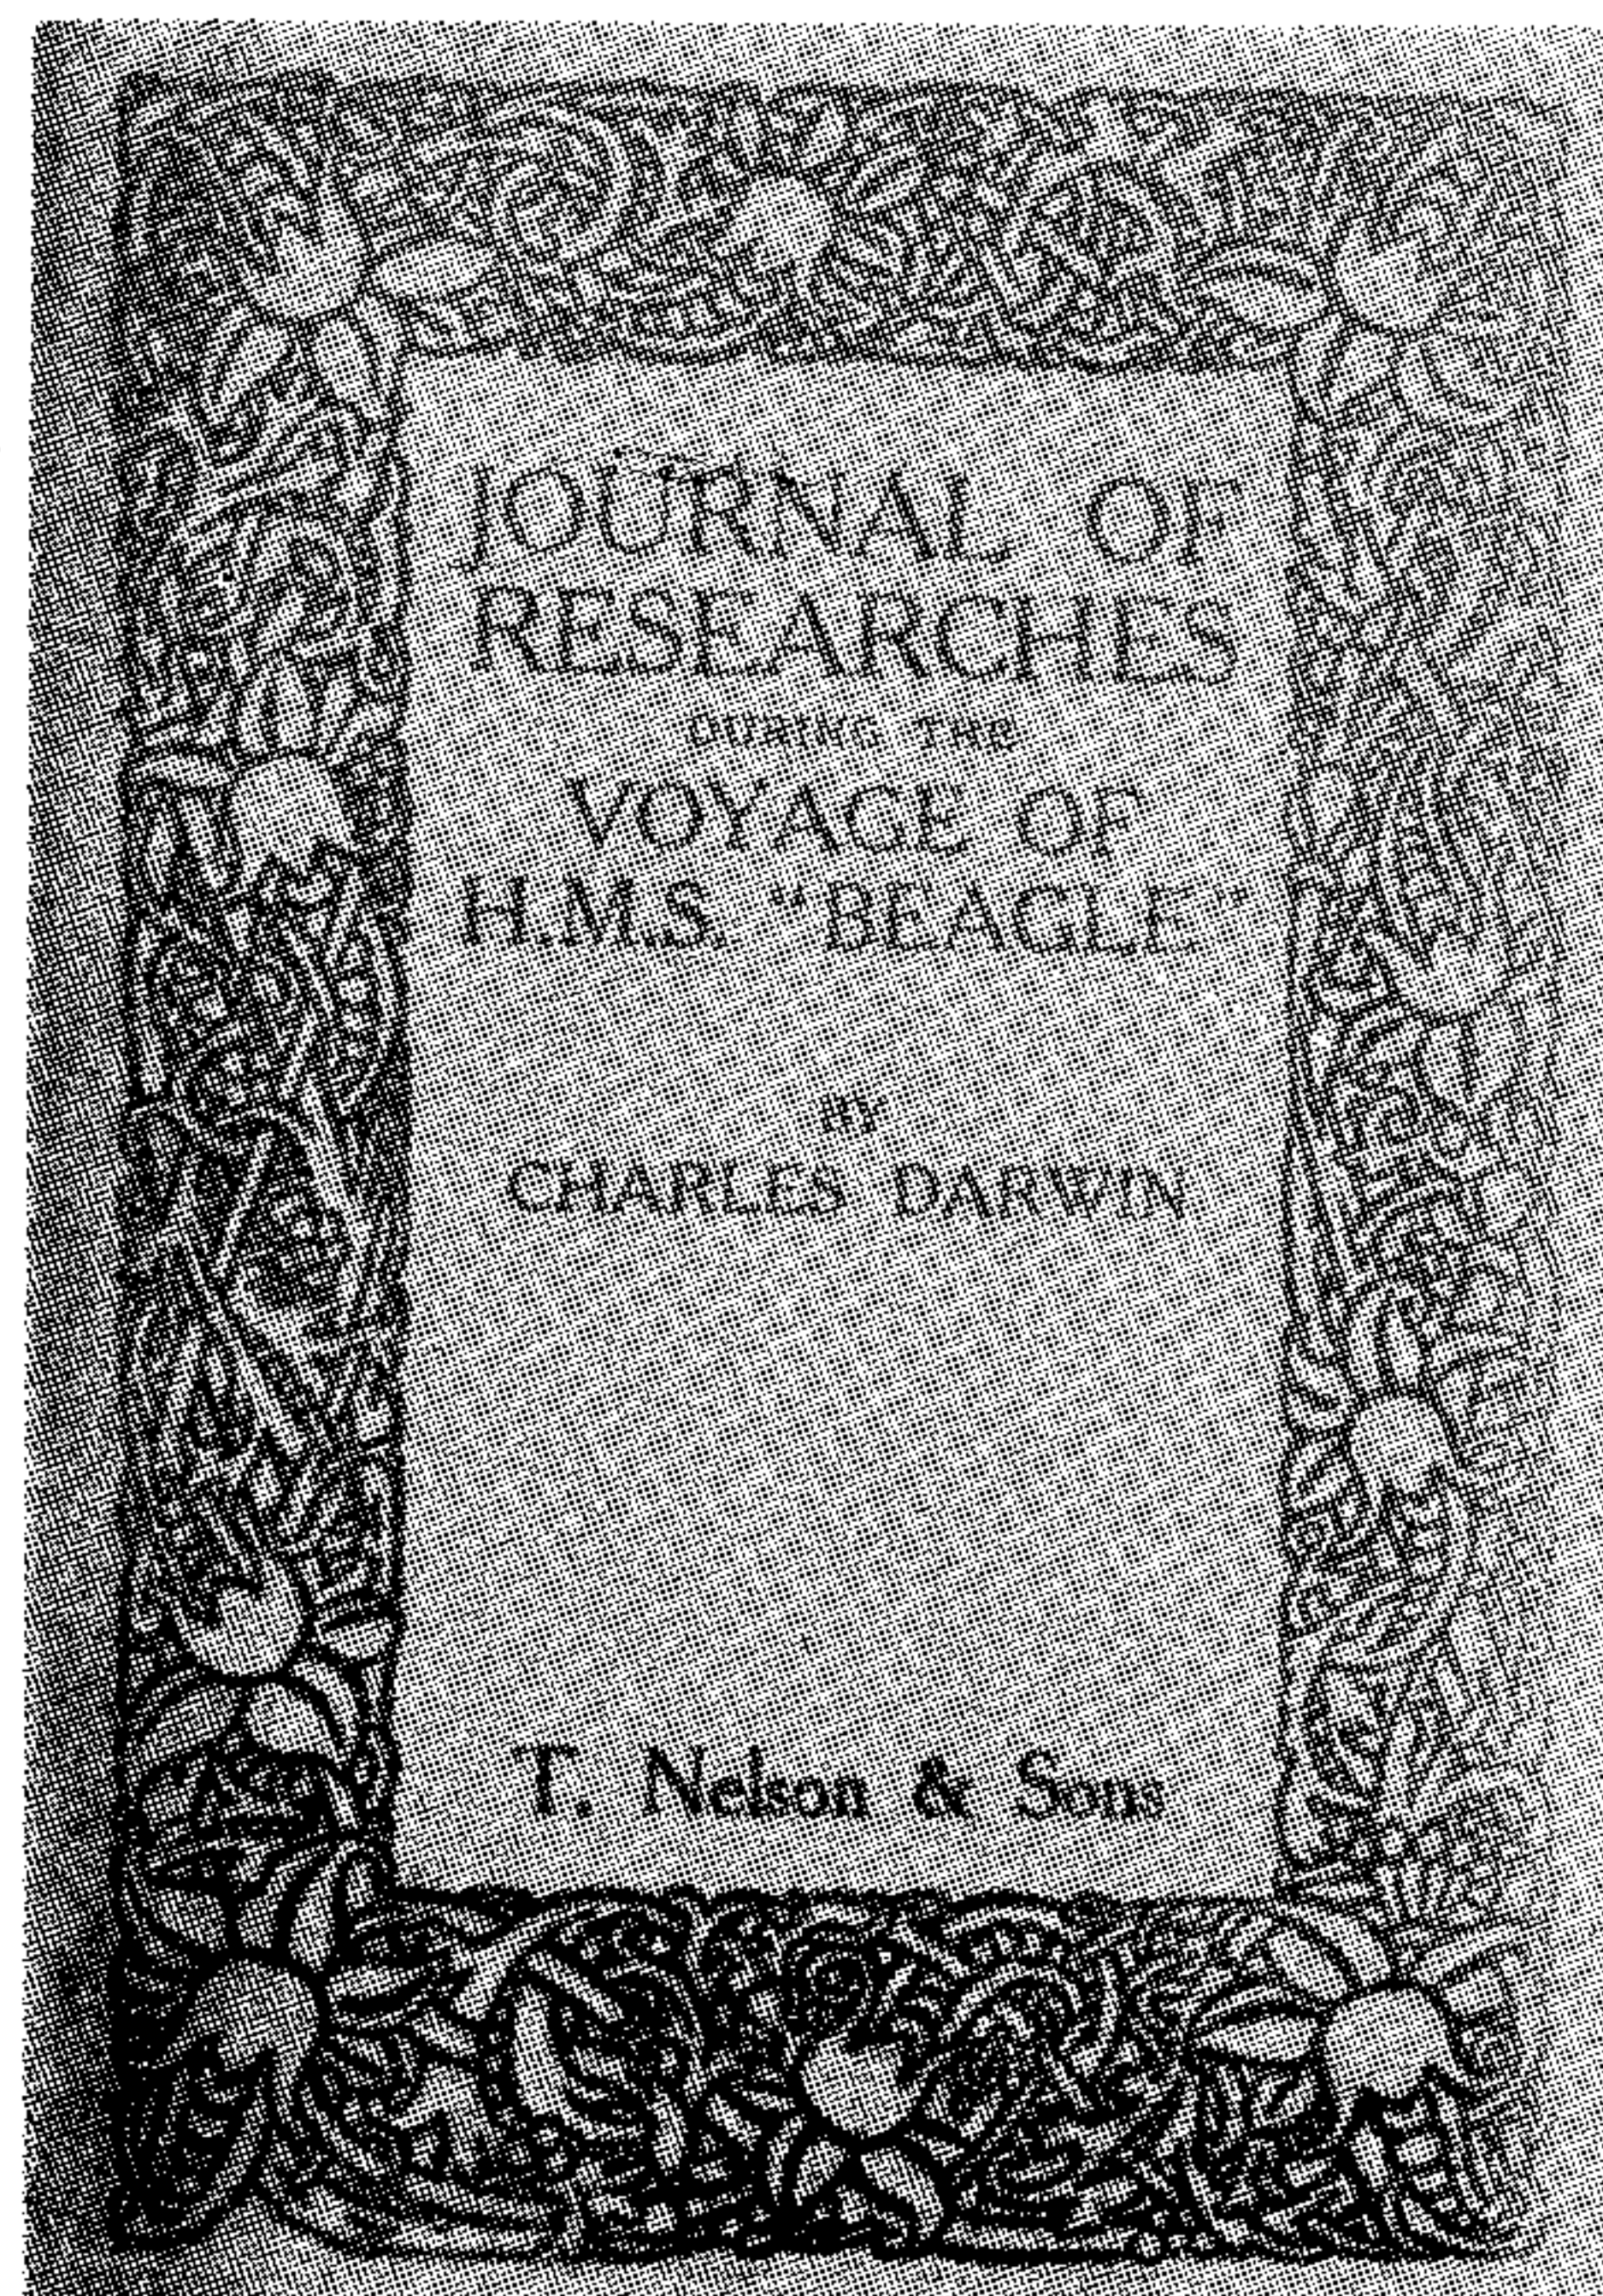 JOURNAL OF
RESEARCHES
DURING THE
VOYAGE OF
H.M.S. "BEAGLE"
BY
CHARLES DARWIN
T. Nelson & Sons